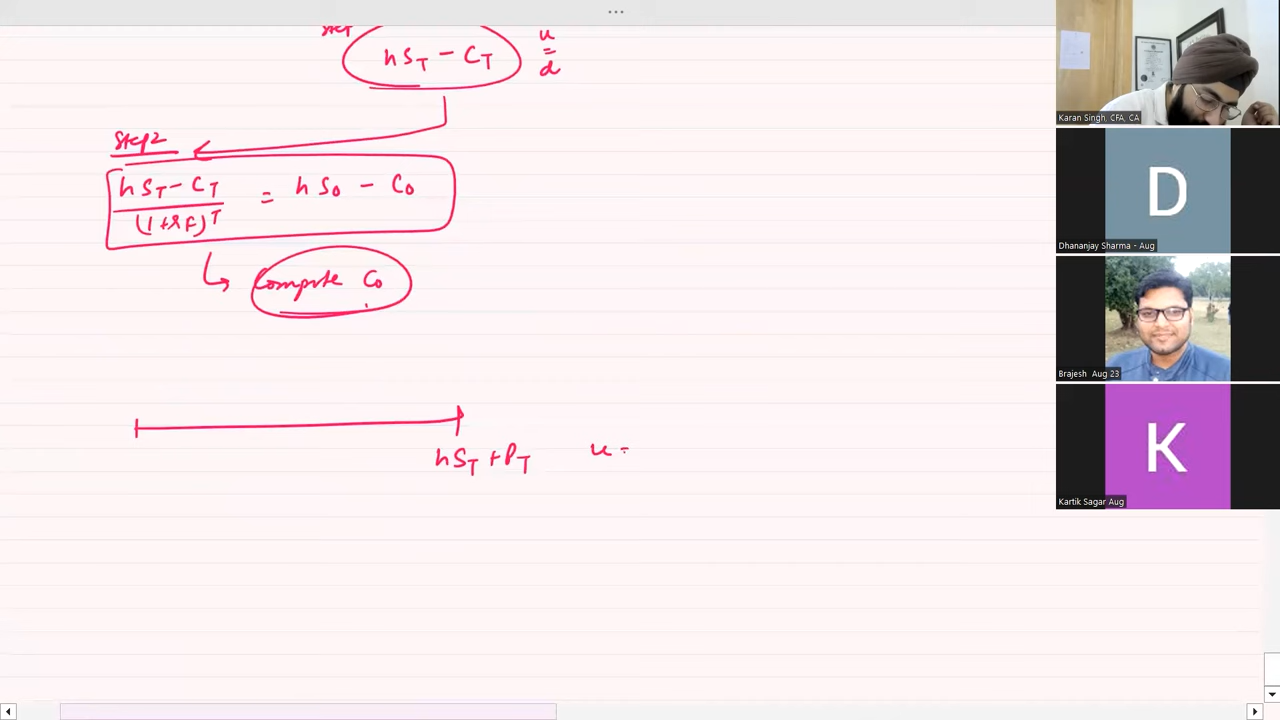 hS_T - C_T
u
=
d
Step2
hS_T - C_T / (1+rf)^T = hS_0 - C_0
Compute C_0
hS_T + P_T u =
Karan Singh, CFA, CA
D
Dhananjay Sharma - Aug
Brajesh Aug 23
K
Kartik Sagar Aug